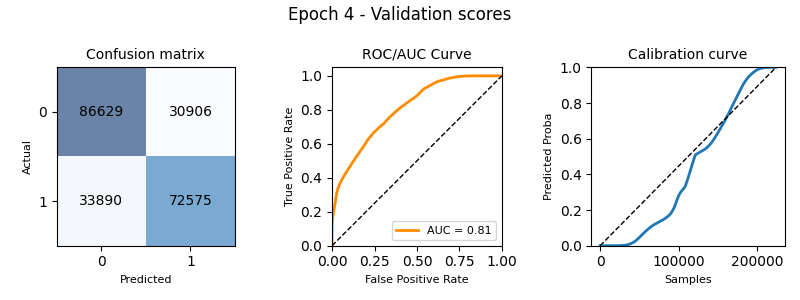 Epoch 4 - Validation scores
Confusion matrix
0
1
Actual
86629 30906
33890 72575
0 1
Predicted
ROC/AUC Curve
1.0
0.8
0.6
0.4
0.2
0.0
True Positive Rate
AUC = 0.81
0.00 0.25 0.50 0.75 1.00
False Positive Rate
Calibration curve
1.0
0.8
0.6
0.4
0.2
0.0
Predicted Proba
0 100000 200000
Samples